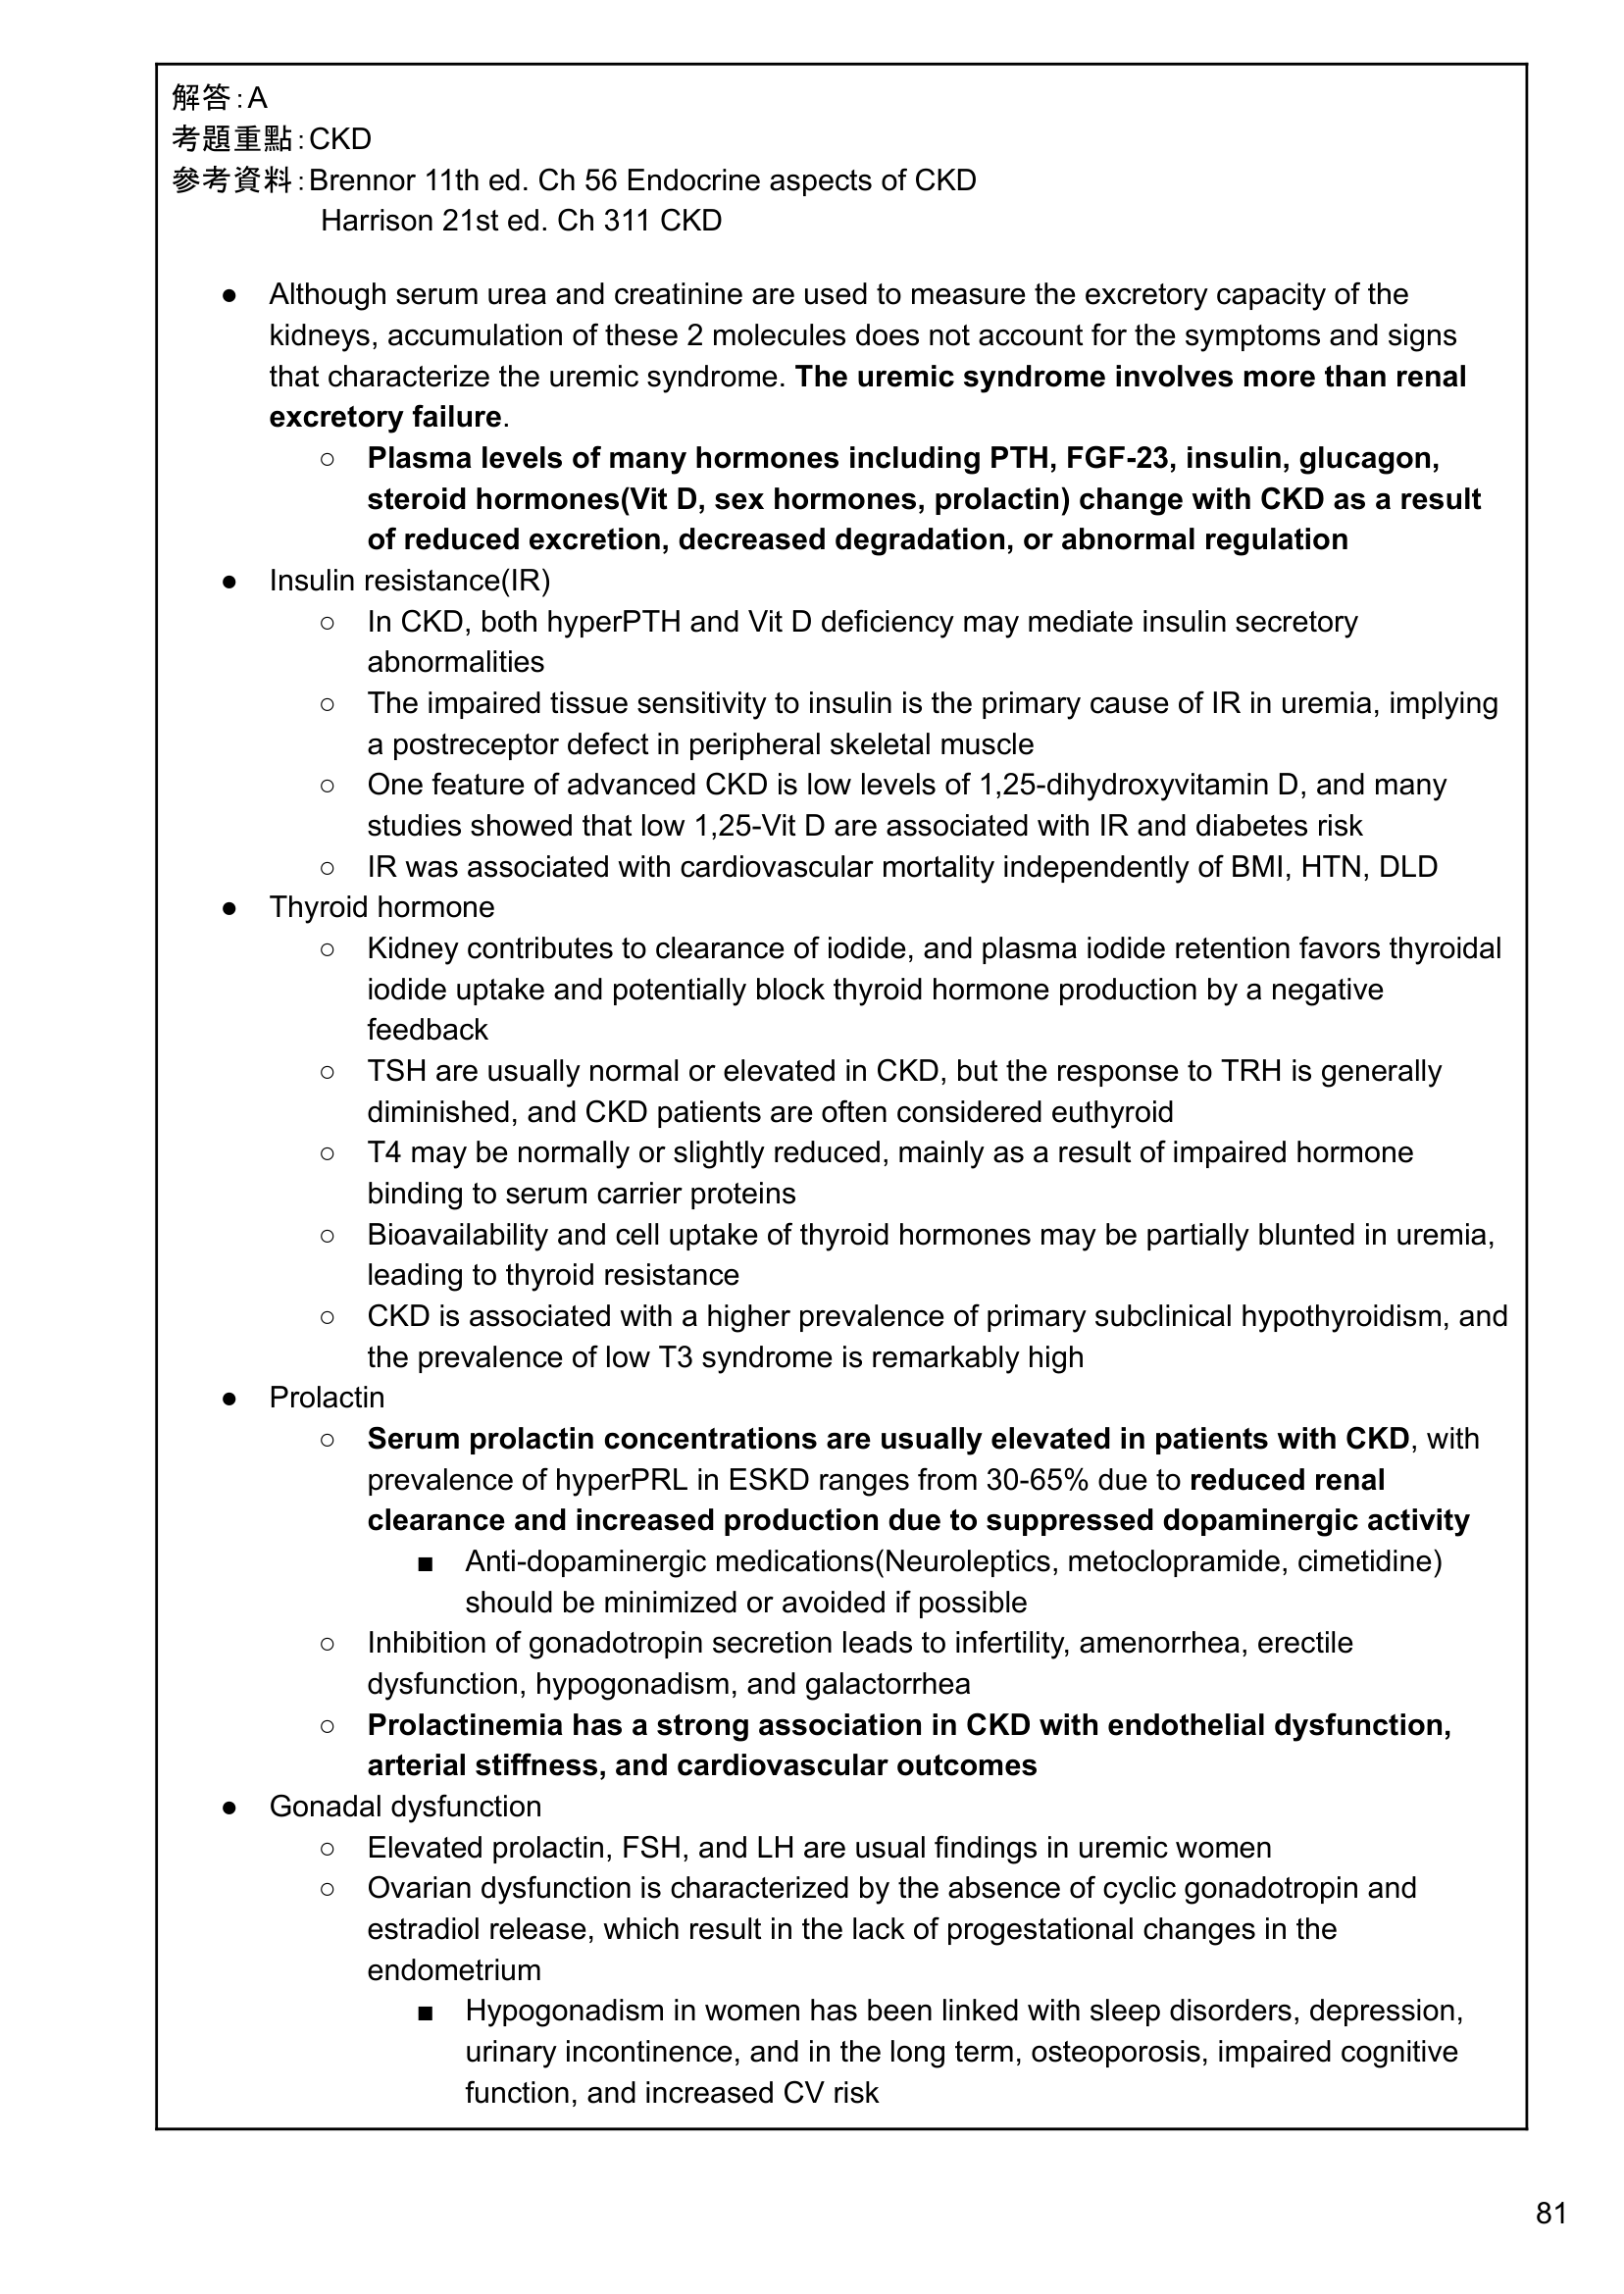 解答：A
考題重點：CKD
參考資料：Brennor 11th ed. Ch 56 Endocrine aspects of CKD
Harrison 21st ed. Ch 311 CKD
● Although serum urea and creatinine are used to measure the excretory capacity of the
kidneys, accumulation of these 2 molecules does not account for the symptoms and signs
that characterize the uremic syndrome. The uremic syndrome involves more than renal
excretory failure.
○ Plasma levels of many hormones including PTH, FGF-23, insulin, glucagon,
steroid hormones(Vit D, sex hormones, prolactin) change with CKD as a result
of reduced excretion, decreased degradation, or abnormal regulation
● Insulin resistance(IR)
○ In CKD, both hyperPTH and Vit D deficiency may mediate insulin secretory
abnormalities
○ The impaired tissue sensitivity to insulin is the primary cause of IR in uremia, implying
a postreceptor defect in peripheral skeletal muscle
○ One feature of advanced CKD is low levels of 1,25-dihydroxyvitamin D, and many
studies showed that low 1,25-Vit D are associated with IR and diabetes risk
○ IR was associated with cardiovascular mortality independently of BMI, HTN, DLD
● Thyroid hormone
○ Kidney contributes to clearance of iodide, and plasma iodide retention favors thyroidal
iodide uptake and potentially block thyroid hormone production by a negative
feedback
○ TSH are usually normal or elevated in CKD, but the response to TRH is generally
diminished, and CKD patients are often considered euthyroid
○ T4 may be normally or slightly reduced, mainly as a result of impaired hormone
binding to serum carrier proteins
○ Bioavailability and cell uptake of thyroid hormones may be partially blunted in uremia,
leading to thyroid resistance
○ CKD is associated with a higher prevalence of primary subclinical hypothyroidism, and
the prevalence of low T3 syndrome is remarkably high
● Prolactin
○ Serum prolactin concentrations are usually elevated in patients with CKD, with
prevalence of hyperPRL in ESKD ranges from 30-65% due to reduced renal
clearance and increased production due to suppressed dopaminergic activity
■ Anti-dopaminergic medications(Neuroleptics, metoclopramide, cimetidine)
should be minimized or avoided if possible
○ Inhibition of gonadotropin secretion leads to infertility, amenorrhea, erectile
dysfunction, hypogonadism, and galactorrhea
○ Prolactinemia has a strong association in CKD with endothelial dysfunction,
arterial stiffness, and cardiovascular outcomes
● Gonadal dysfunction
○ Elevated prolactin, FSH, and LH are usual findings in uremic women
○ Ovarian dysfunction is characterized by the absence of cyclic gonadotropin and
estradiol release, which result in the lack of progestational changes in the
endometrium
■ Hypogonadism in women has been linked with sleep disorders, depression,
urinary incontinence, and in the long term, osteoporosis, impaired cognitive
function, and increased CV risk
81